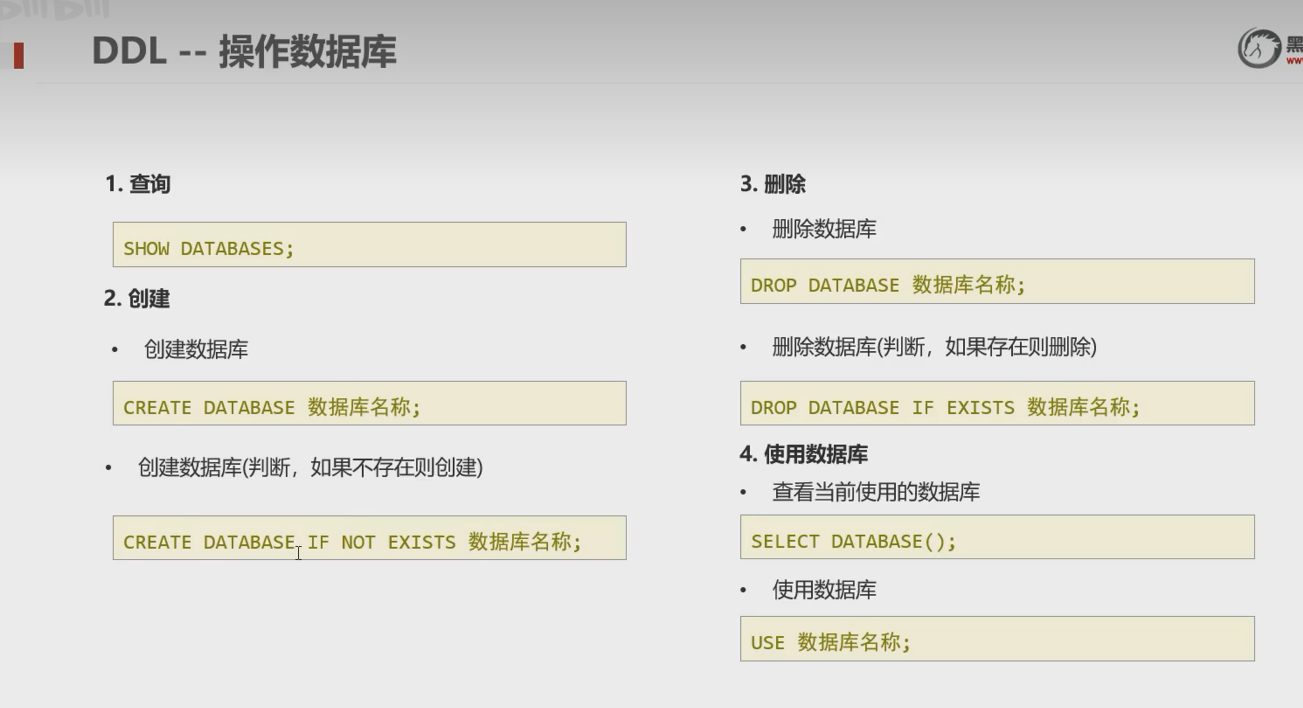 DDL -- 操作数据库
黑
www
1. 查询
SHOW DATABASES;
2. 创建
• 创建数据库
CREATE DATABASE 数据库名称;
• 创建数据库(判断，如果不存在则创建)
CREATE DATABASE IF NOT EXISTS 数据库名称;
3. 删除
• 删除数据库
DROP DATABASE 数据库名称;
• 删除数据库(判断，如果存在则删除)
DROP DATABASE IF EXISTS 数据库名称;
4. 使用数据库
• 查看当前使用的数据库
SELECT DATABASE();
• 使用数据库
USE 数据库名称;